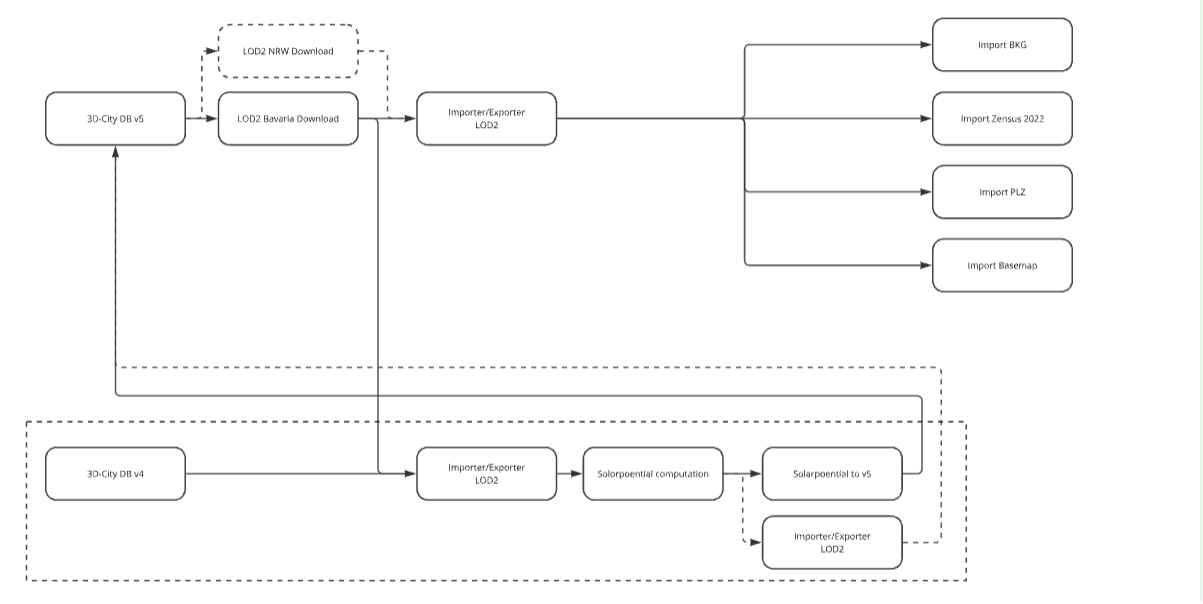 LOD2 NRW Download
Import BKG
3D-City DB v5
LOD2 Bavaria Download
Importer/Exporter
LOD2
Import Zensus 2022
Import PLZ
Import Basemap
3D-City DB v4
Importer/Exporter
LOD2
Solorpoential computation
Solarpoential to v5
Importer/Exporter
LOD2